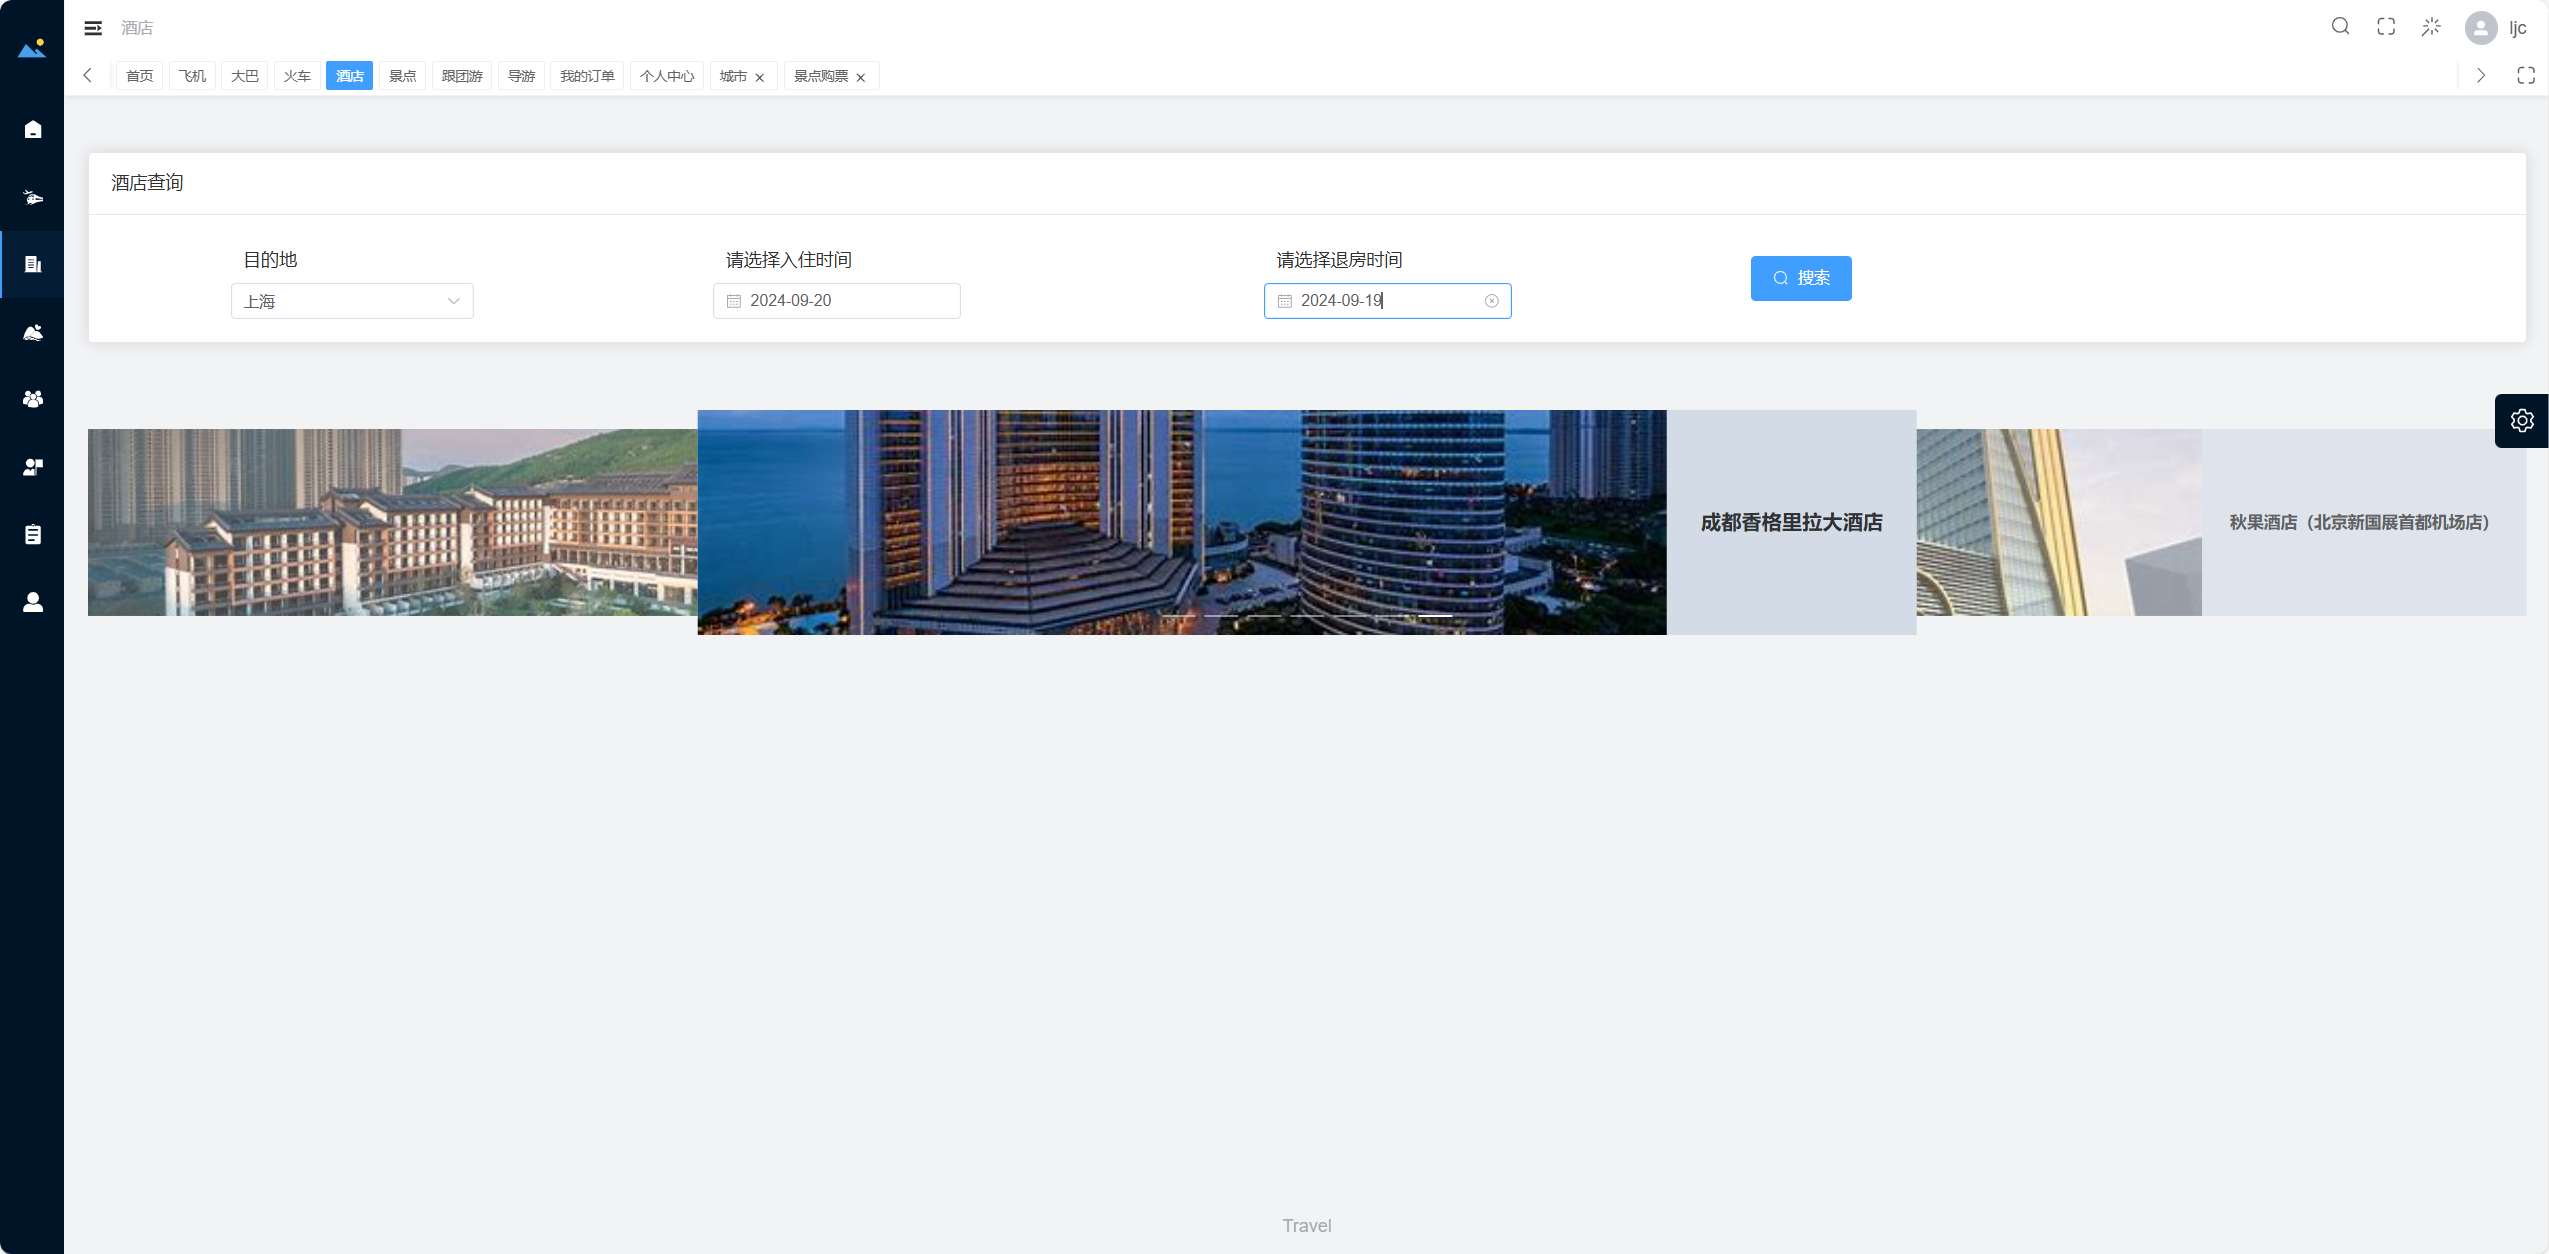 酒店
ljc
首页 飞机 大巴 火车 酒店 景点 跟团游 导游 我的订单 个人中心 城市 景点购票
酒店查询
目的地 请选择入住时间 请选择退房时间
上海 2024-09-20 2024-09-19 搜索
成都香格里拉大酒店
秋果酒店（北京新国展首都机场店）
Travel